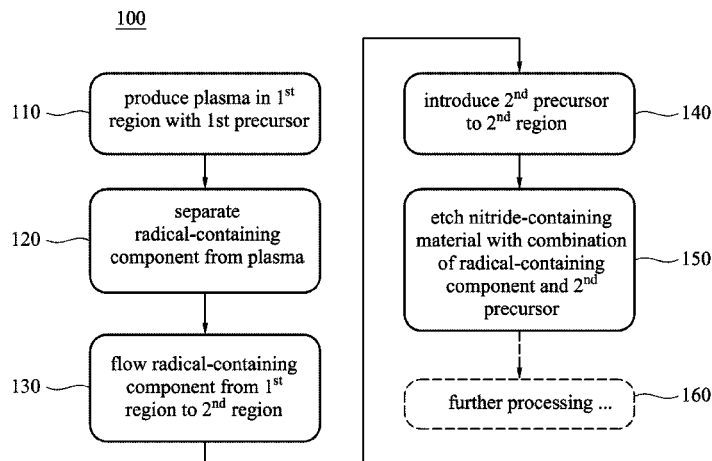 100
110
produce plasma in 1st
region with 1st precursor
120
separate
radical-containing
component from plasma
130
flow radical-containing
component from 1st
region to 2nd region
introduce 2nd precursor
to 2nd region
140
etch nitride-containing
material with combination
of radical-containing
component and 2nd
precursor
150
further processing ...
160